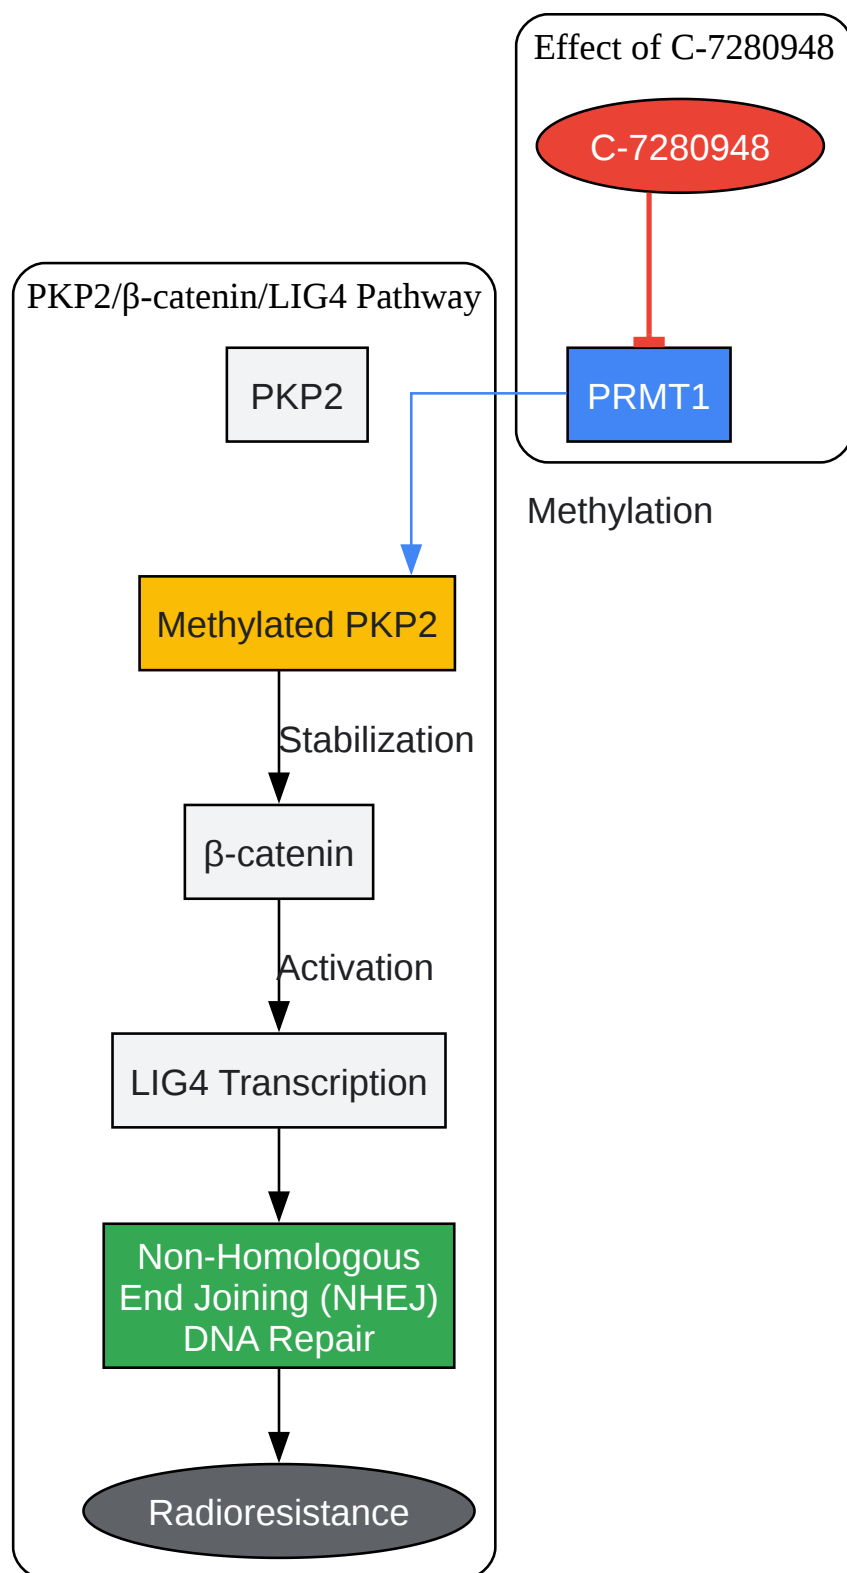 Effect of C-7280948
C-7280948
PKP2/β-catenin/LIG4 Pathway
PKP2
PRMT1
Methylation
Methylated PKP2
Stabilization
β-catenin
Activation
LIG4 Transcription
Non-Homologous
End Joining (NHEJ)
DNA Repair
Radioresistance